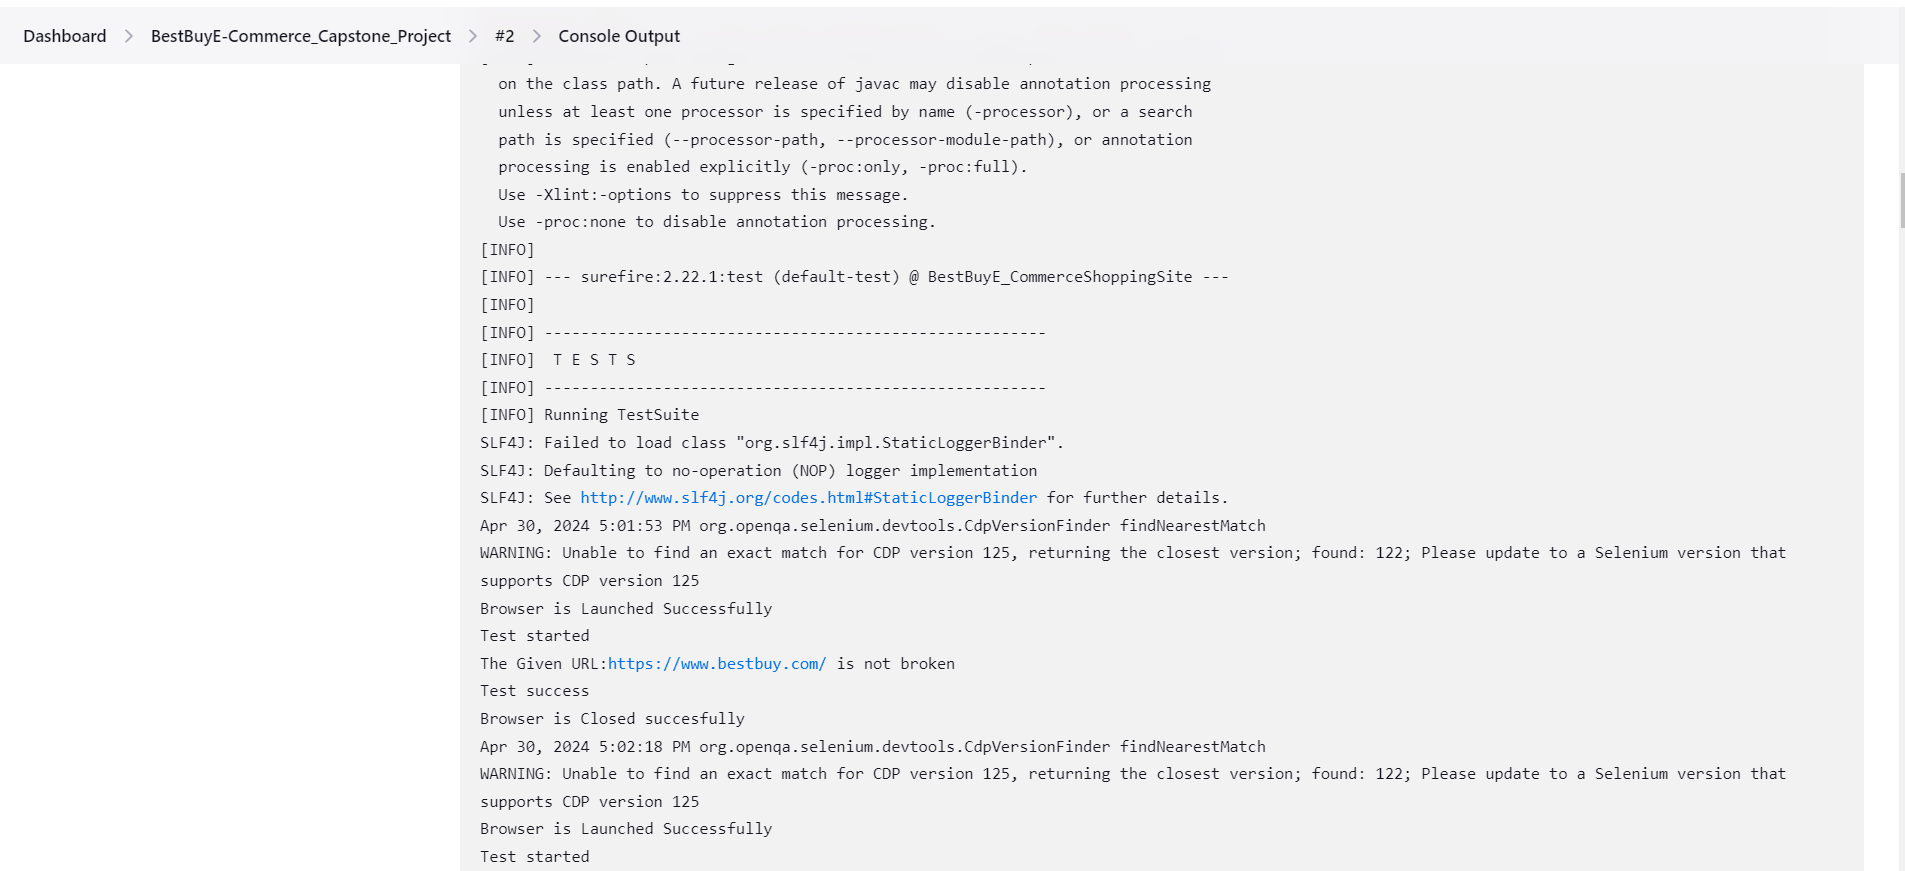 Dashboard > BestBuyE-Commerce_Capstone_Project > #2 > Console Output
on the class path. A future release of javac may disable annotation processing
unless at least one processor is specified by name (-processor), or a search
path is specified (--processor-path, --processor-module-path), or annotation
processing is enabled explicitly (-proc:only, -proc:full).
Use -Xlint:-options to suppress this message.
Use -proc:none to disable annotation processing.
[INFO]
[INFO] --- surefire:2.22.1:test (default-test) @ BestBuyE_CommerceShoppingSite ---
[INFO]
[INFO] -------------------------------------------------------
[INFO]  T E S T S
[INFO] -------------------------------------------------------
[INFO] Running TestSuite
SLF4J: Failed to load class "org.slf4j.impl.StaticLoggerBinder".
SLF4J: Defaulting to no-operation (NOP) logger implementation
SLF4J: See http://www.slf4j.org/codes.html#StaticLoggerBinder for further details.
Apr 30, 2024 5:01:53 PM org.openqa.selenium.devtools.CdpVersionFinder findNearestMatch
WARNING: Unable to find an exact match for CDP version 125, returning the closest version; found: 122; Please update to a Selenium version that
supports CDP version 125
Browser is Launched Successfully
Test started
The Given URL:https://www.bestbuy.com/ is not broken
Test success
Browser is Closed succesfully
Apr 30, 2024 5:02:18 PM org.openqa.selenium.devtools.CdpVersionFinder findNearestMatch
WARNING: Unable to find an exact match for CDP version 125, returning the closest version; found: 122; Please update to a Selenium version that
supports CDP version 125
Browser is Launched Successfully
Test started